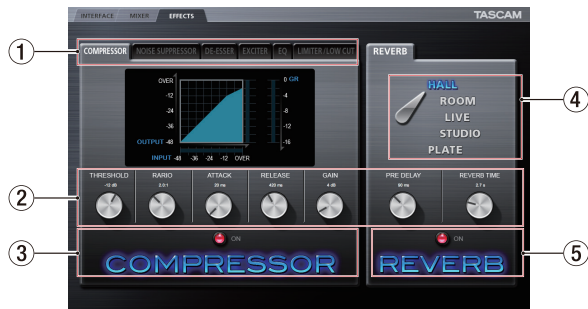 INTERFACE MIXER EFFECTS TASCAM
COMPRESSOR NOISE SUPPRESSOR DE-ESSER EXCITER EQ LIMITER/LOW CUT REVERB
1
OVER 0 GR
-12 -4
-24 -8
-36 -12
OUTPUT -48 -16
INPUT -48 -36 -24 -12 OVER
HALL
ROOM
LIVE
STUDIO
PLATE
4
2
THRESHOLD RARIO ATTACK RELEASE GAIN PRE DELAY REVERB TIME
-12 dB 2.0:1 20 ms 400 ms 4 dB 60 ms 2.7 s
3
ON ON
COMPRESSOR REVERB
5